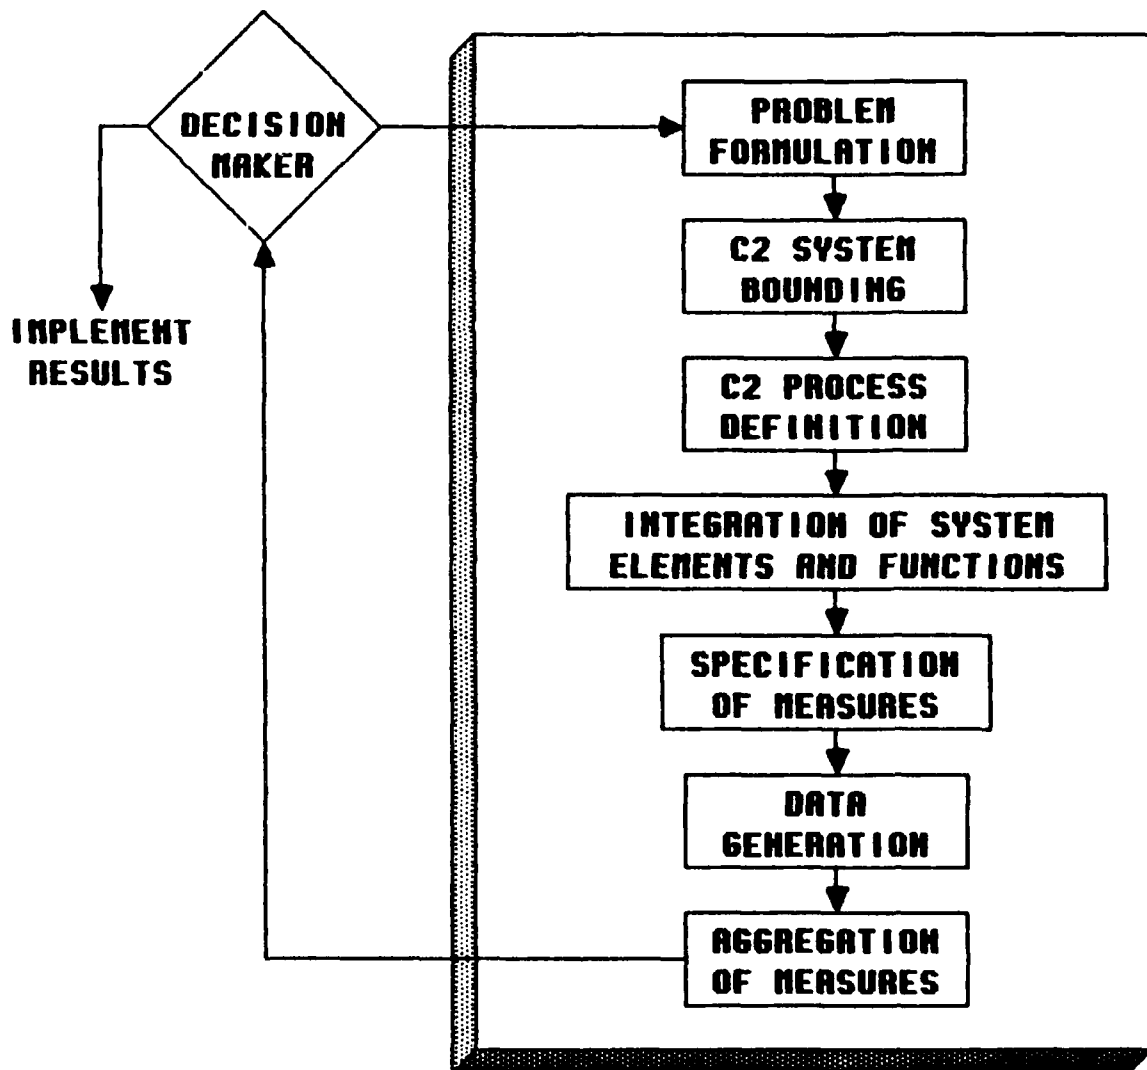 DECISION
MAKER
IMPLEMENT
RESULTS
PROBLEM
FORMULATION
C2 SYSTEM
BOUNDING
C2 PROCESS
DEFINITION
INTEGRATION OF SYSTEM
ELEMENTS AND FUNCTIONS
SPECIFICATION
OF MEASURES
DATA
GENERATION
AGGREGATION
OF MEASURES